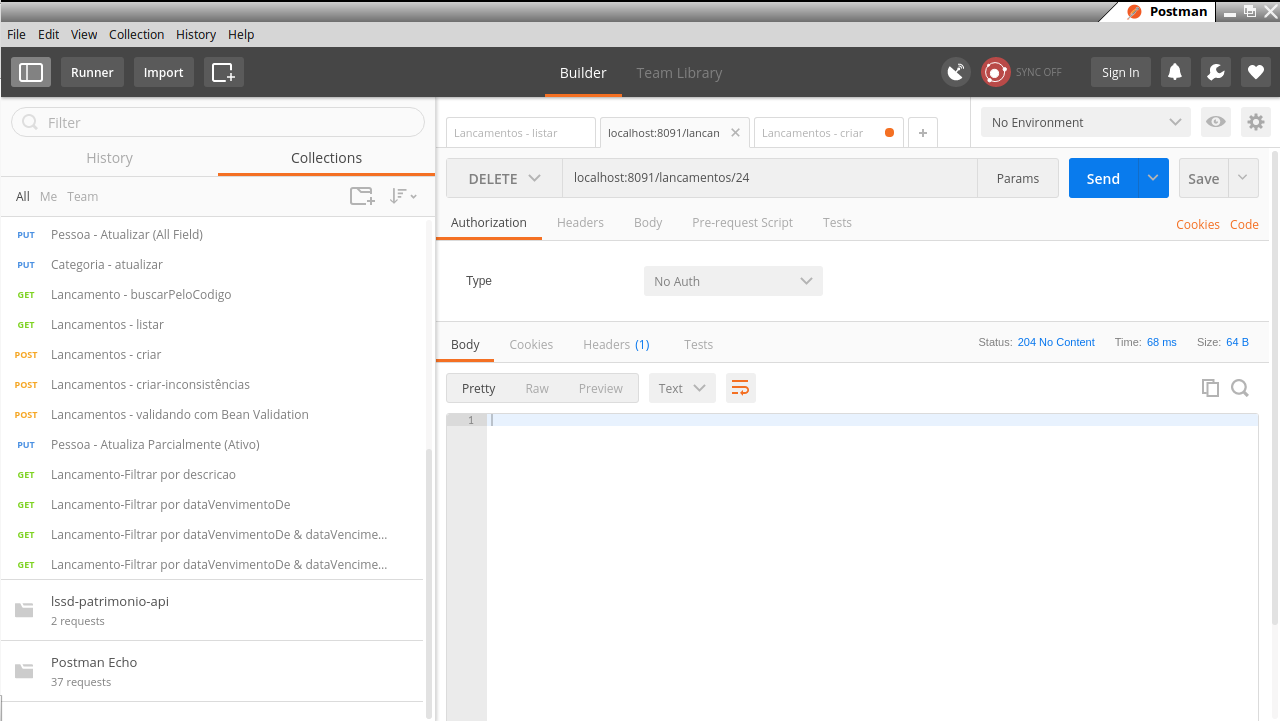 Postman
File Edit View Collection History Help
Runner Import Builder Team Library SYNC OFF Sign In
Filter
History Collections
All Me Team
PUT Pessoa - Atualizar (All Field)
PUT Categoria - atualizar
GET Lancamento - buscarPeloCodigo
GET Lancamentos - listar
POST Lancamentos - criar
POST Lancamentos - criar-inconsistências
POST Lancamentos - validando com Bean Validation
PUT Pessoa - Atualiza Parcialmente (Ativo)
GET Lancamento-Filtrar por descricao
GET Lancamento-Filtrar por dataVenvimentoDe
GET Lancamento-Filtrar por dataVenvimentoDe & dataVencime...
GET Lancamento-Filtrar por dataVenvimentoDe & dataVencime...
lssd-patrimonio-api
2 requests
Postman Echo
37 requests
Lancamentos - listar localhost:8091/lancan Lancamentos - criar + No Environment
DELETE localhost:8091/lancamentos/24 Params Send Save
Authorization Headers Body Pre-request Script Tests Cookies Code
Type No Auth
Body Cookies Headers (1) Tests Status: 204 No Content Time: 68 ms Size: 64 B
Pretty Raw Preview Text
1